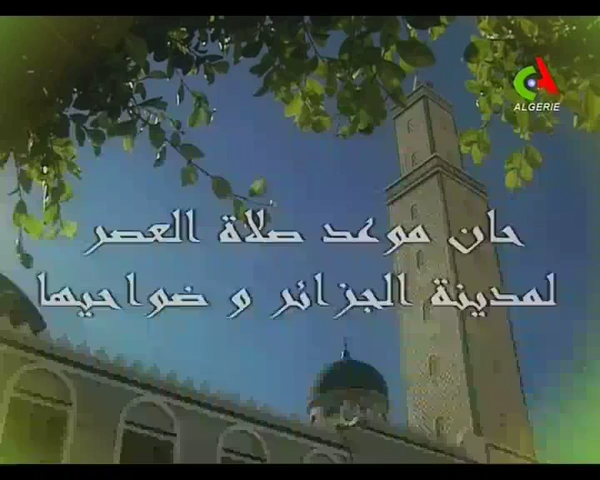 ALGERIE
حان موعد صلاة العصر
لمدينة الجزائر و ضواحيها